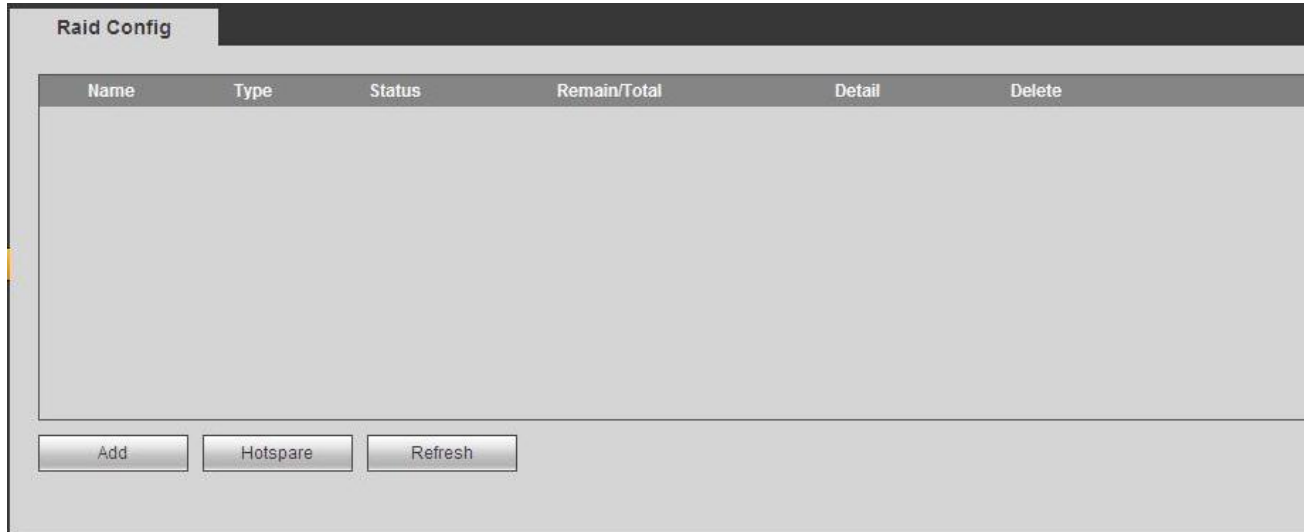 Raid Config
Name Type Status Remain/Total Detail Delete
Add Hotspare Refresh